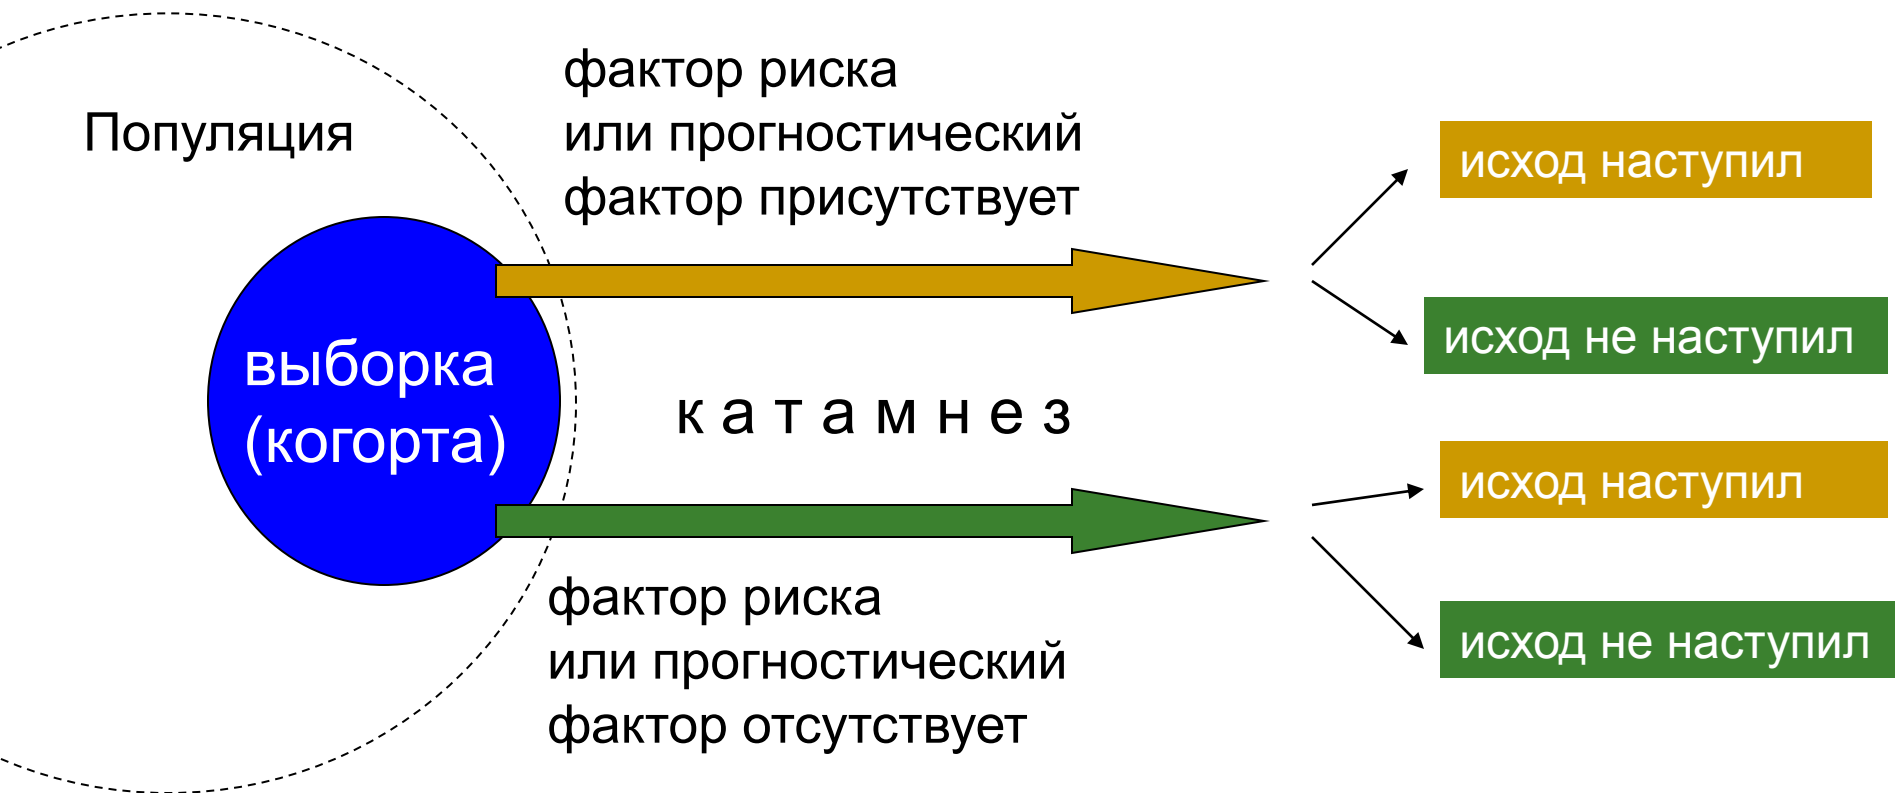 Популяция
фактор риска
или прогностический
фактор присутствует
выборка
(когорта)
к а т а м н е з
фактор риска
или прогностический
фактор отсутствует
исход наступил
исход не наступил
исход наступил
исход не наступил